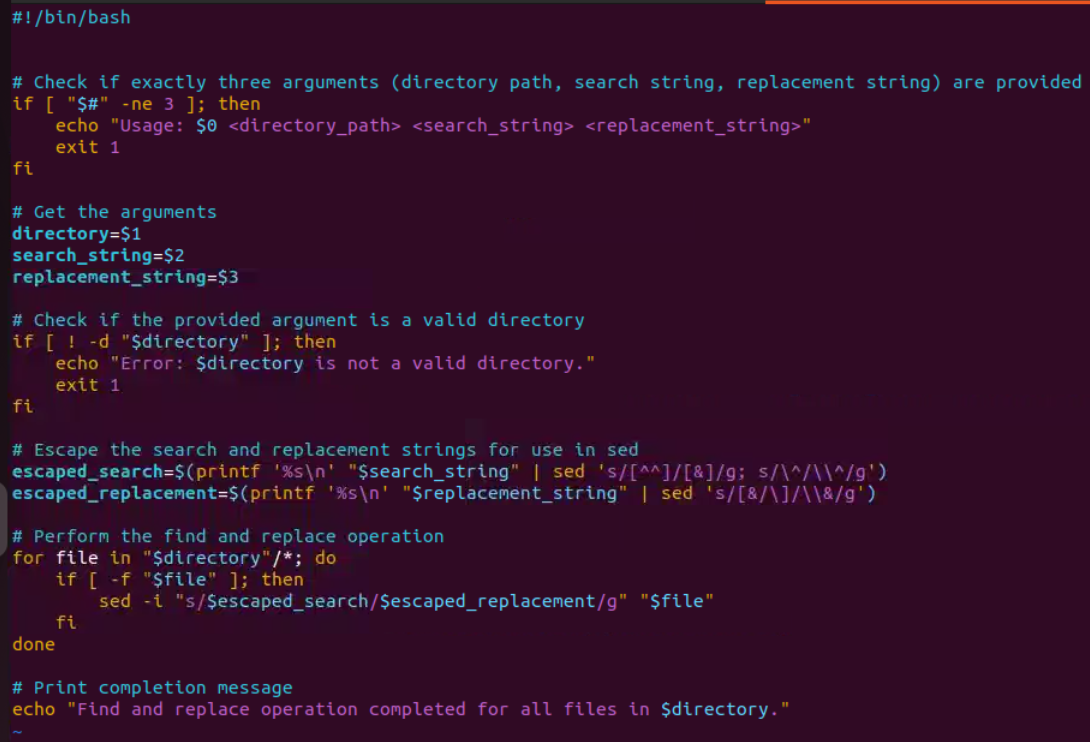 #!/bin/bash
# Check if exactly three arguments (directory path, search string, replacement string) are provided
if [ "$#" -ne 3 ]; then
    echo "Usage: $0 <directory_path> <search_string> <replacement_string>"
    exit 1
fi
# Get the arguments
directory=$1
search_string=$2
replacement_string=$3
# Check if the provided argument is a valid directory
if [ ! -d "$directory" ]; then
    echo "Error: $directory is not a valid directory."
    exit 1
fi
# Escape the search and replacement strings for use in sed
escaped_search=$(printf '%s\n' "$search_string" | sed 's/[^^]/[&]/g; s/\^/\\^/g')
escaped_replacement=$(printf '%s\n' "$replacement_string" | sed 's/[&/\]/\\&/g')
# Perform the find and replace operation
for file in "$directory"/*; do
    if [ -f "$file" ]; then
        sed -i "s/$escaped_search/$escaped_replacement/g" "$file"
    fi
done
# Print completion message
echo "Find and replace operation completed for all files in $directory."
~